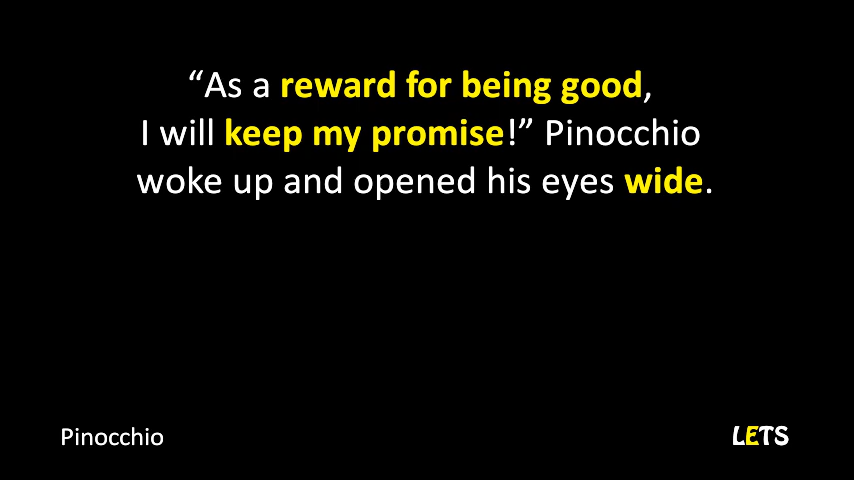 “As a reward for being good,
I will keep my promise!” Pinocchio
woke up and opened his eyes wide.
Pinocchio
LETS